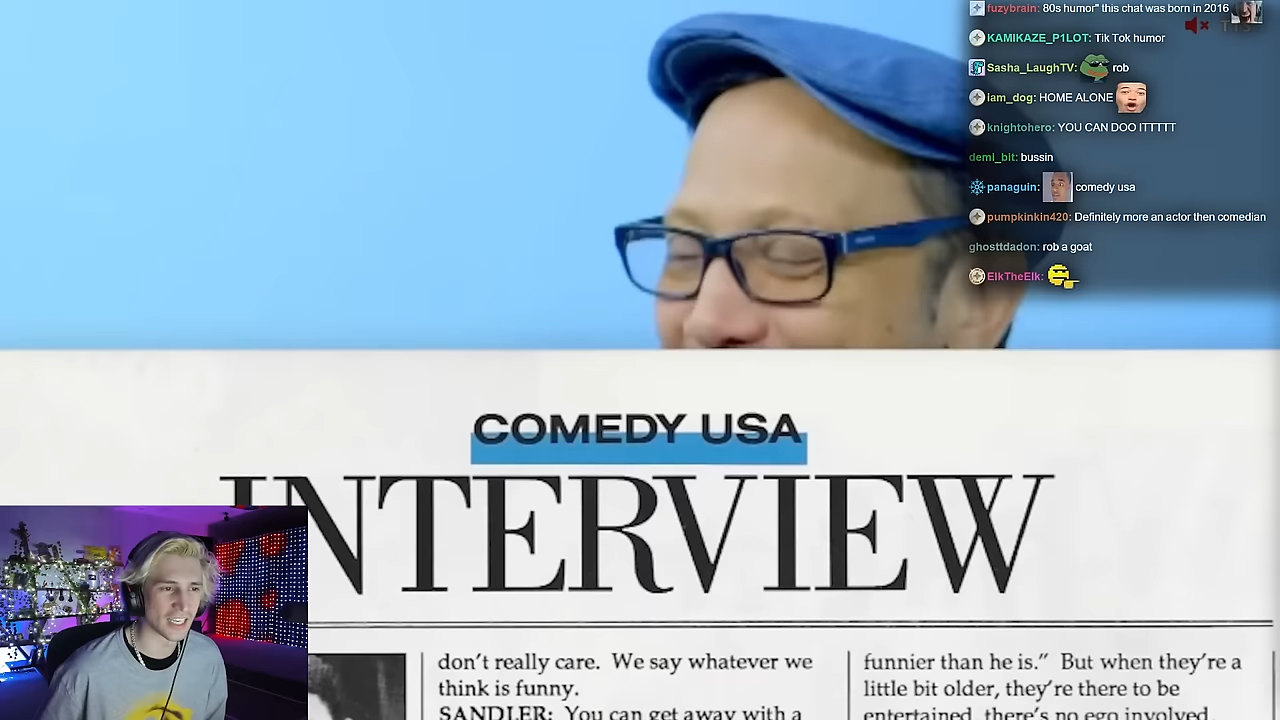 fuzybrain: 80s humor" this chat was born in 2016
KAMIKAZE_P1LOT: Tik Tok humor
Sasha_LaughTV: rob
iam_dog: HOME ALONE
knightohero: YOU CAN DOO ITTTTT
demi_bit: bussin
panaguin: comedy usa
pumpkinkin420: Definitely more an actor then comedian
ghosttdadon: rob a goat
ElkTheElk:
COMEDY USA
INTERVIEW
don't really care. We say whatever we
think is funny.
SANDLER: You can get away with a
funnier than he is." But when they're a
little bit older, they're there to be
entertained, there's no ego involved.